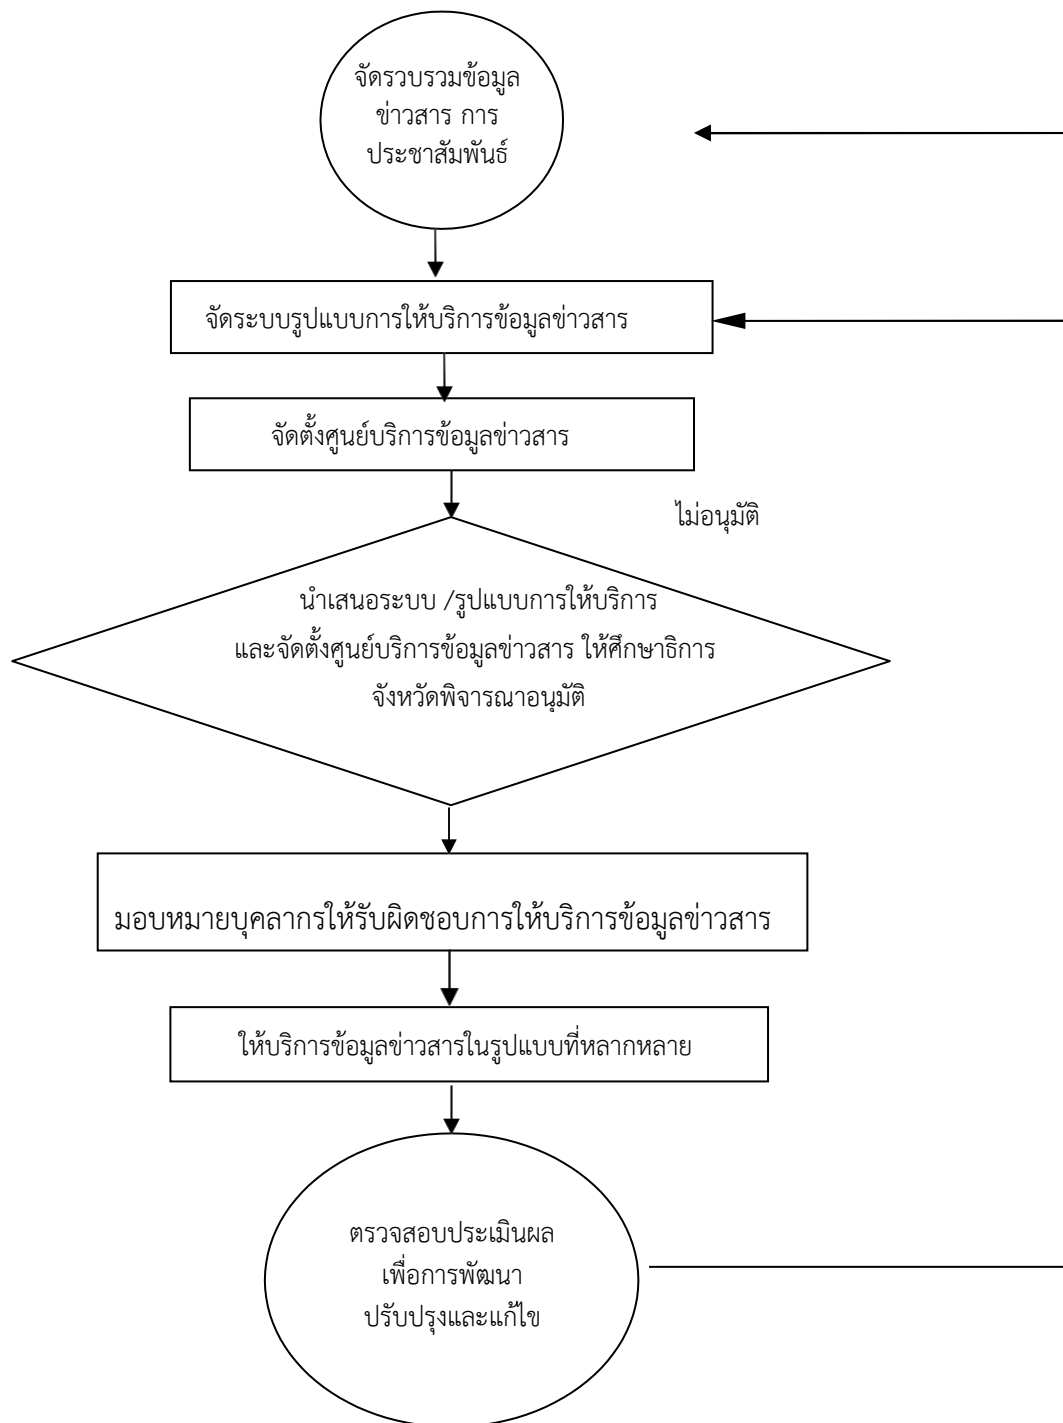 จัดรวบรวมข้อมูล
ข่าวสาร การ
ประชาสัมพันธ์
จัดระบบรูปแบบการให้บริการข้อมูลข่าวสาร
จัดตั้งศูนย์บริการข้อมูลข่าวสาร
ไม่อนุมัติ
นำเสนอระบบ /รูปแบบการให้บริการ
และจัดตั้งศูนย์บริการข้อมูลข่าวสาร ให้ศึกษาธิการ
จังหวัดพิจารณาอนุมัติ
มอบหมายบุคลากรให้รับผิดชอบการให้บริการข้อมูลข่าวสาร
ให้บริการข้อมูลข่าวสารในรูปแบบที่หลากหลาย
ตรวจสอบประเมินผล
เพื่อการพัฒนา
ปรับปรุงและแก้ไข